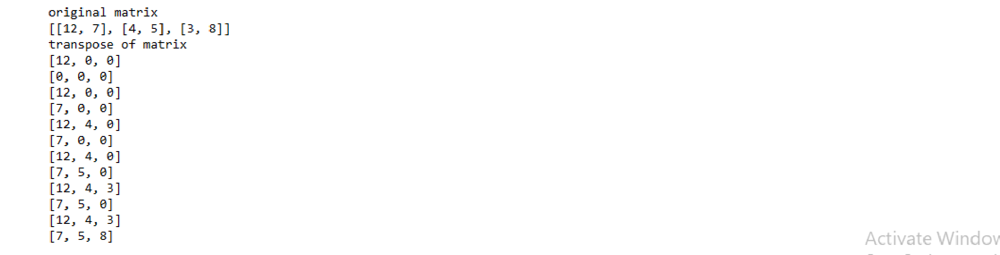 original matrix
[[12, 7], [4, 5], [3, 8]]
transpose of matrix
[12, 0, 0]
[0, 0, 0]
[12, 0, 0]
[7, 0, 0]
[12, 4, 0]
[7, 0, 0]
[12, 4, 0]
[7, 5, 0]
[12, 4, 3]
[7, 5, 0]
[12, 4, 3]
[7, 5, 8]
Activate Window